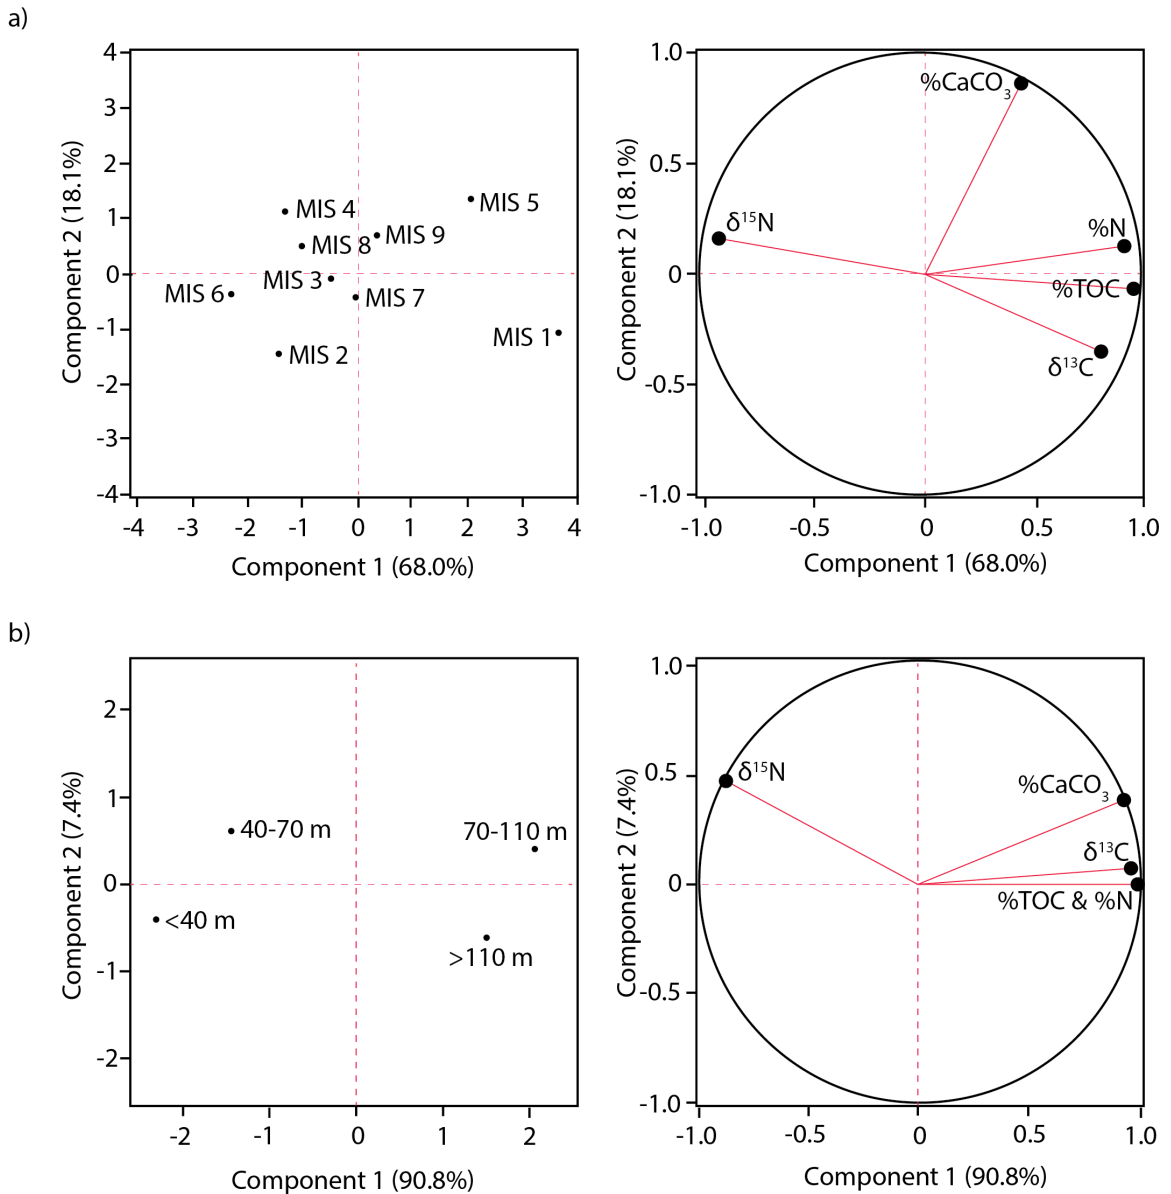 a)
4
3
2
1
0
-1
-2
-3
-4
Component 2 (18.1%)
MIS 4
MIS 5
MIS 8
MIS 9
MIS 3
MIS 6
MIS 7
MIS 1
MIS 2
-4
-3
-2
-1
0
1
2
3
4
Component 1 (68.0%)
1.0
0.5
0
-0.5
-1.0
Component 2 (18.1%)
%CaCO₃
δ¹⁵N
%N
%TOC
δ¹³C
-1.0
-0.5
0
0.5
1.0
Component 1 (68.0%)
b)
2
1
0
-1
-2
Component 2 (7.4%)
40-70 m
70-110 m
<40 m
>110 m
-2
-1
0
1
2
Component 1 (90.8%)
1.0
0.5
0
-0.5
-1.0
Component 2 (7.4%)
δ¹⁵N
%CaCO₃
δ¹³C
%TOC & %N
-1.0
-0.5
0
0.5
1.0
Component 1 (90.8%)